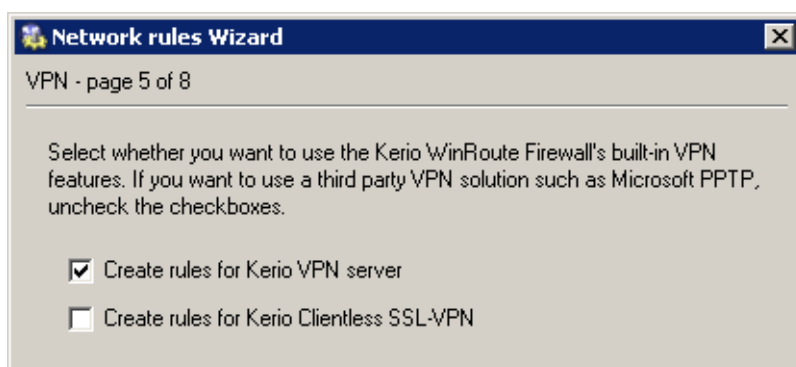 Network rules Wizard
VPN - page 5 of 8
Select whether you want to use the Kerio WinRoute Firewall's built-in VPN
features. If you want to use a third party VPN solution such as Microsoft PPTP,
uncheck the checkboxes.
Create rules for Kerio VPN server
Create rules for Kerio Clientless SSL-VPN